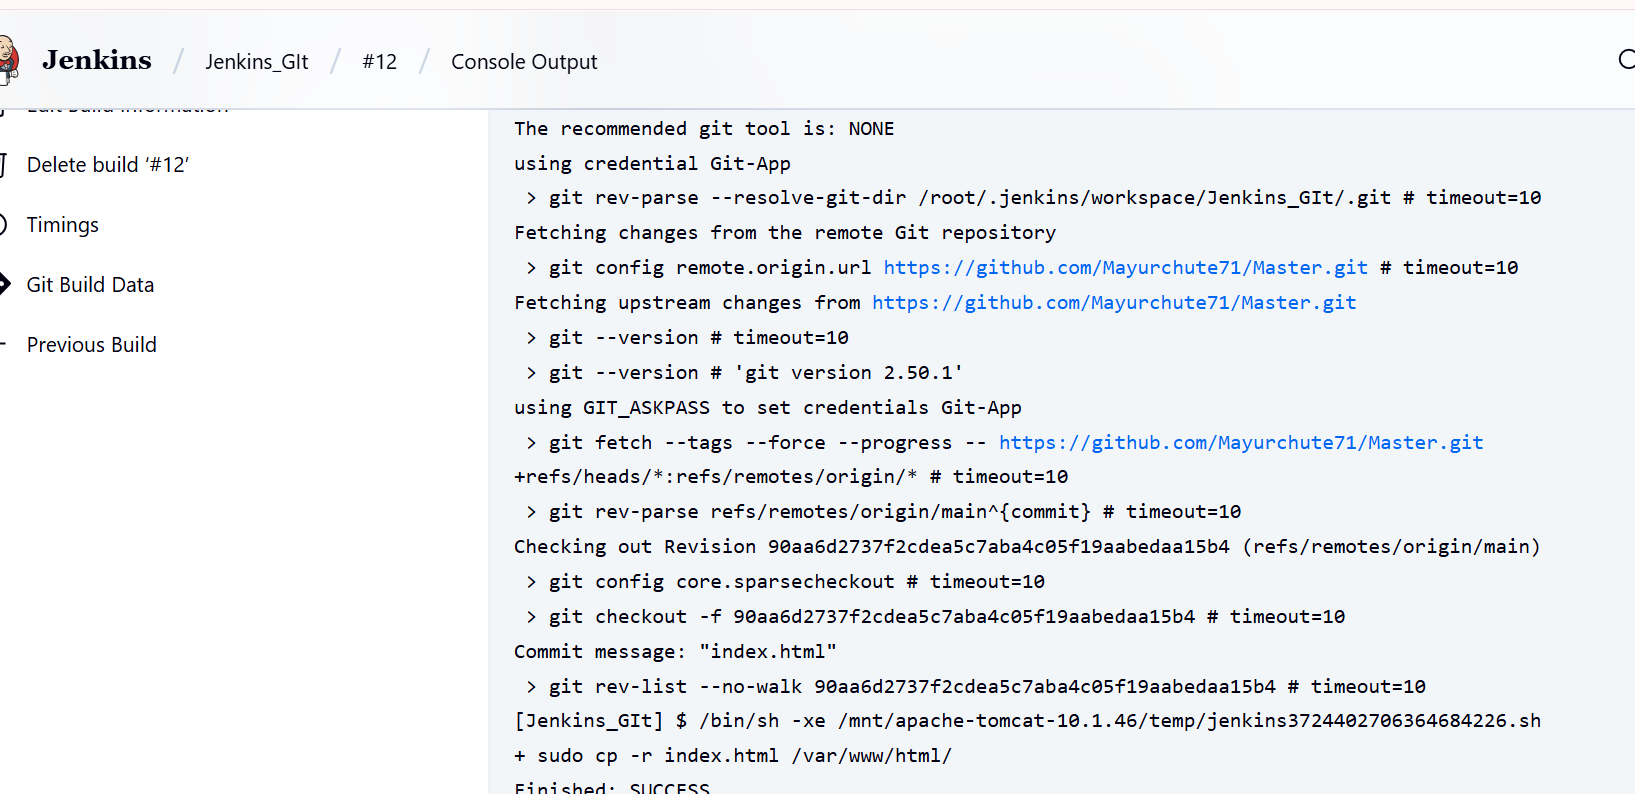 Jenkins / Jenkins_GIt / #12 / Console Output
Edit Build Information
Delete build ‘#12’
Timings
Git Build Data
Previous Build
The recommended git tool is: NONE
using credential Git-App
> git rev-parse --resolve-git-dir /root/.jenkins/workspace/Jenkins_GIt/.git # timeout=10
Fetching changes from the remote Git repository
> git config remote.origin.url https://github.com/Mayurchute71/Master.git # timeout=10
Fetching upstream changes from https://github.com/Mayurchute71/Master.git
> git --version # timeout=10
> git --version # 'git version 2.50.1'
using GIT_ASKPASS to set credentials Git-App
> git fetch --tags --force --progress -- https://github.com/Mayurchute71/Master.git
+refs/heads/*:refs/remotes/origin/* # timeout=10
> git rev-parse refs/remotes/origin/main^{commit} # timeout=10
Checking out Revision 90aa6d2737f2cdea5c7aba4c05f19aabedaa15b4 (refs/remotes/origin/main)
> git config core.sparsecheckout # timeout=10
> git checkout -f 90aa6d2737f2cdea5c7aba4c05f19aabedaa15b4 # timeout=10
Commit message: "index.html"
> git rev-list --no-walk 90aa6d2737f2cdea5c7aba4c05f19aabedaa15b4 # timeout=10
[Jenkins_GIt] $ /bin/sh -xe /mnt/apache-tomcat-10.1.46/temp/jenkins3724402706364684226.sh
+ sudo cp -r index.html /var/www/html/
Finished: SUCCESS